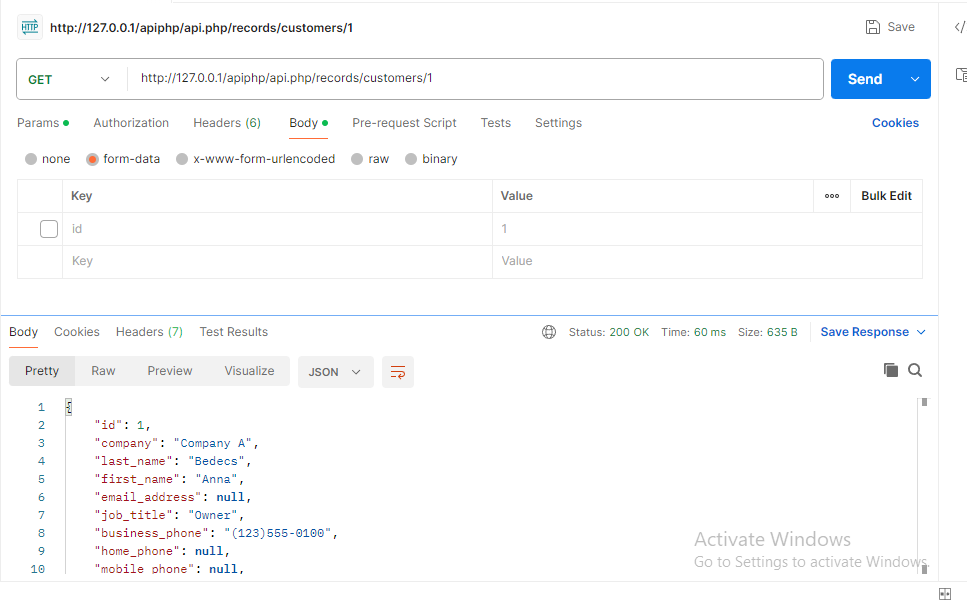 HTTP http://127.0.0.1/apiphp/api.php/records/customers/1 Save </>
GET http://127.0.0.1/apiphp/api.php/records/customers/1 Send
Params Authorization Headers (6) Body Pre-request Script Tests Settings Cookies
none form-data x-www-form-urlencoded raw binary
Key Value ooo Bulk Edit
id 1
Key Value
Body Cookies Headers (7) Test Results Status: 200 OK Time: 60 ms Size: 635 B Save Response
Pretty Raw Preview Visualize JSON
1 {
2 "id": 1,
3 "company": "Company A",
4 "last_name": "Bedecs",
5 "first_name": "Anna",
6 "email_address": null,
7 "job_title": "Owner",
8 "business_phone": "(123)555-0100",
9 "home_phone": null,
10 "mobile_phone": null,
Activate Windows
Go to Settings to activate Windows.